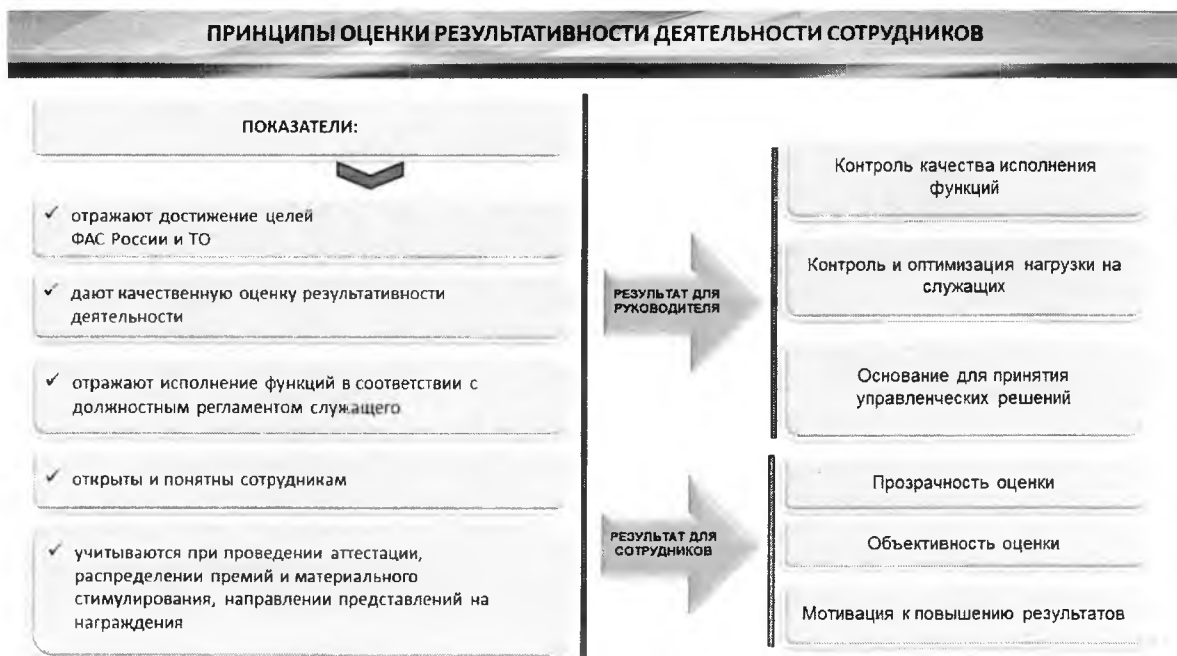 ПРИНЦИПЫ ОЦЕНКИ РЕЗУЛЬТАТИВНОСТИ ДЕЯТЕЛЬНОСТИ СОТРУДНИКОВ
ПОКАЗАТЕЛИ:
✓ отражают достижение целей
ФАС России и ТО
✓ дают качественную оценку результативности
деятельности
✓ отражают исполнение функций в соответствии с
должностным регламентом служащего
✓ открыты и понятны сотрудникам
✓ учитываются при проведении аттестации,
распределении премий и материального
стимулирования, направлении представлений на
награждения
РЕЗУЛЬТАТ ДЛЯ
РУКОВОДИТЕЛЯ
Контроль качества исполнения
функций
Контроль и оптимизация нагрузки на
служащих
Основание для принятия
управленческих решений
РЕЗУЛЬТАТ ДЛЯ
СОТРУДНИКОВ
Прозрачность оценки
Объективность оценки
Мотивация к повышению результатов